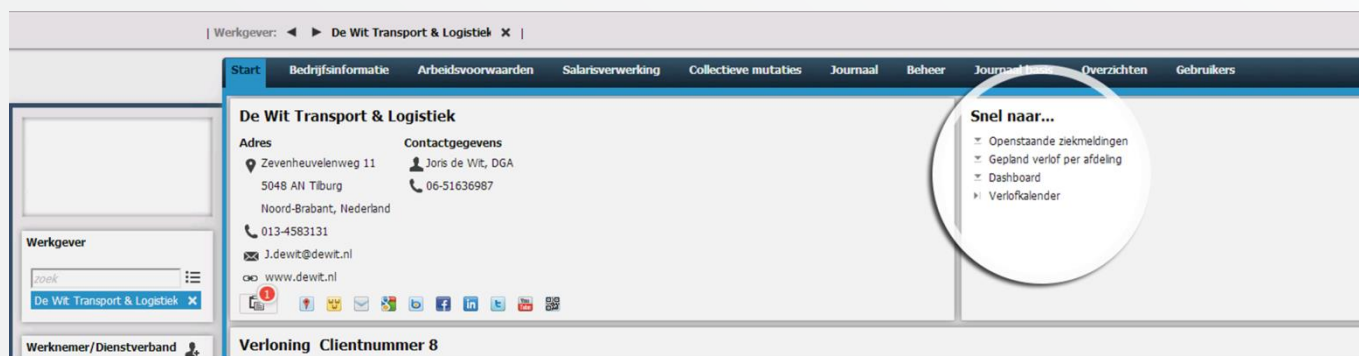 | Werkgever: ◀ ▶ De Wit Transport & Logistiek ✕ |
Start Bedrijfsinformatie Arbeidsvoorwaarden Salarisverwerking Collectieve mutaties Journaal Beheer Journaal basis Overzichten Gebruikers
De Wit Transport & Logistiek
Adres
Zevenheuvelenweg 11
5048 AN Tilburg
Noord-Brabant, Nederland
013-4583131
J.dewit@dewit.nl
www.dewit.nl
1
Contactgegevens
Joris de Wit, DGA
06-51636987
Snel naar...
Openstaande ziekmeldingen
Gepland verlof per afdeling
Dashboard
Verlofkalender
Werkgever
zoek
De Wit Transport & Logistiek ✕
Werknemer/Dienstverband
Verloning Clientnummer 8